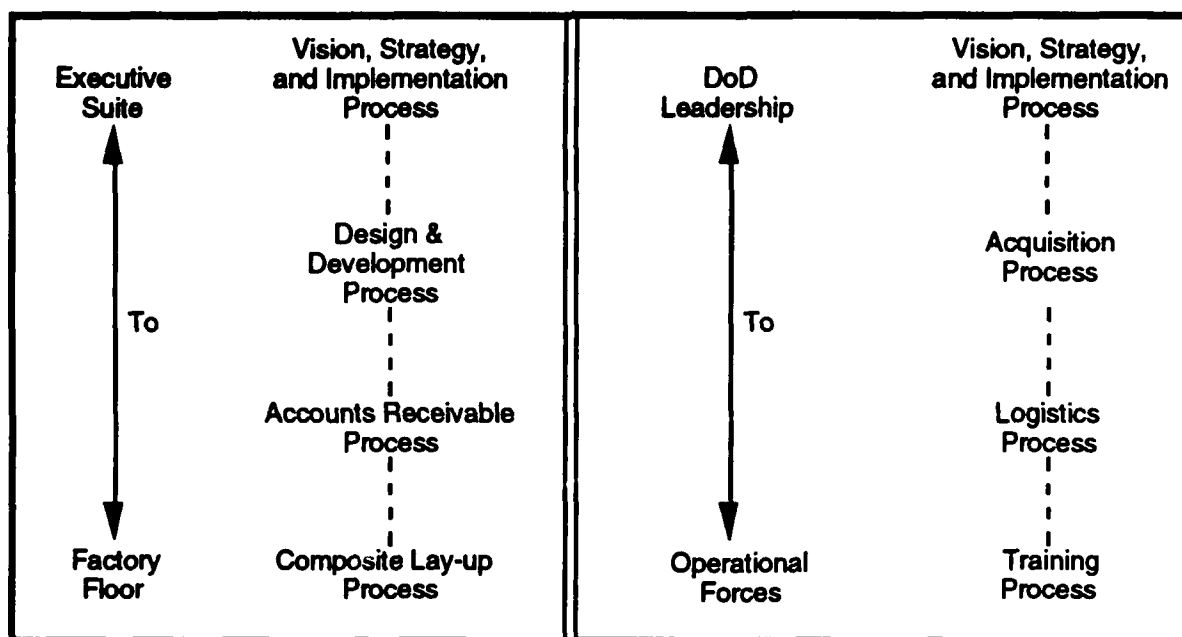 Executive
Suite
To
Factory
Floor
Vision, Strategy,
and Implementation
Process
Design &
Development
Process
Accounts Receivable
Process
Composite Lay-up
Process
DoD
Leadership
To
Operational
Forces
Vision, Strategy,
and Implementation
Process
Acquisition
Process
Logistics
Process
Training
Process